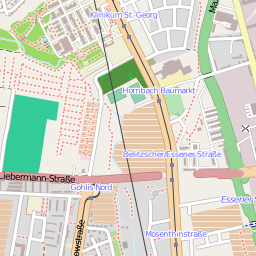 Klinikum St. Georg
Hornbach Baumarkt
Delitzscher/Essener Straße
Liebermann-Straße
Gohlis-Nord
Essener
Mosenthinstraße